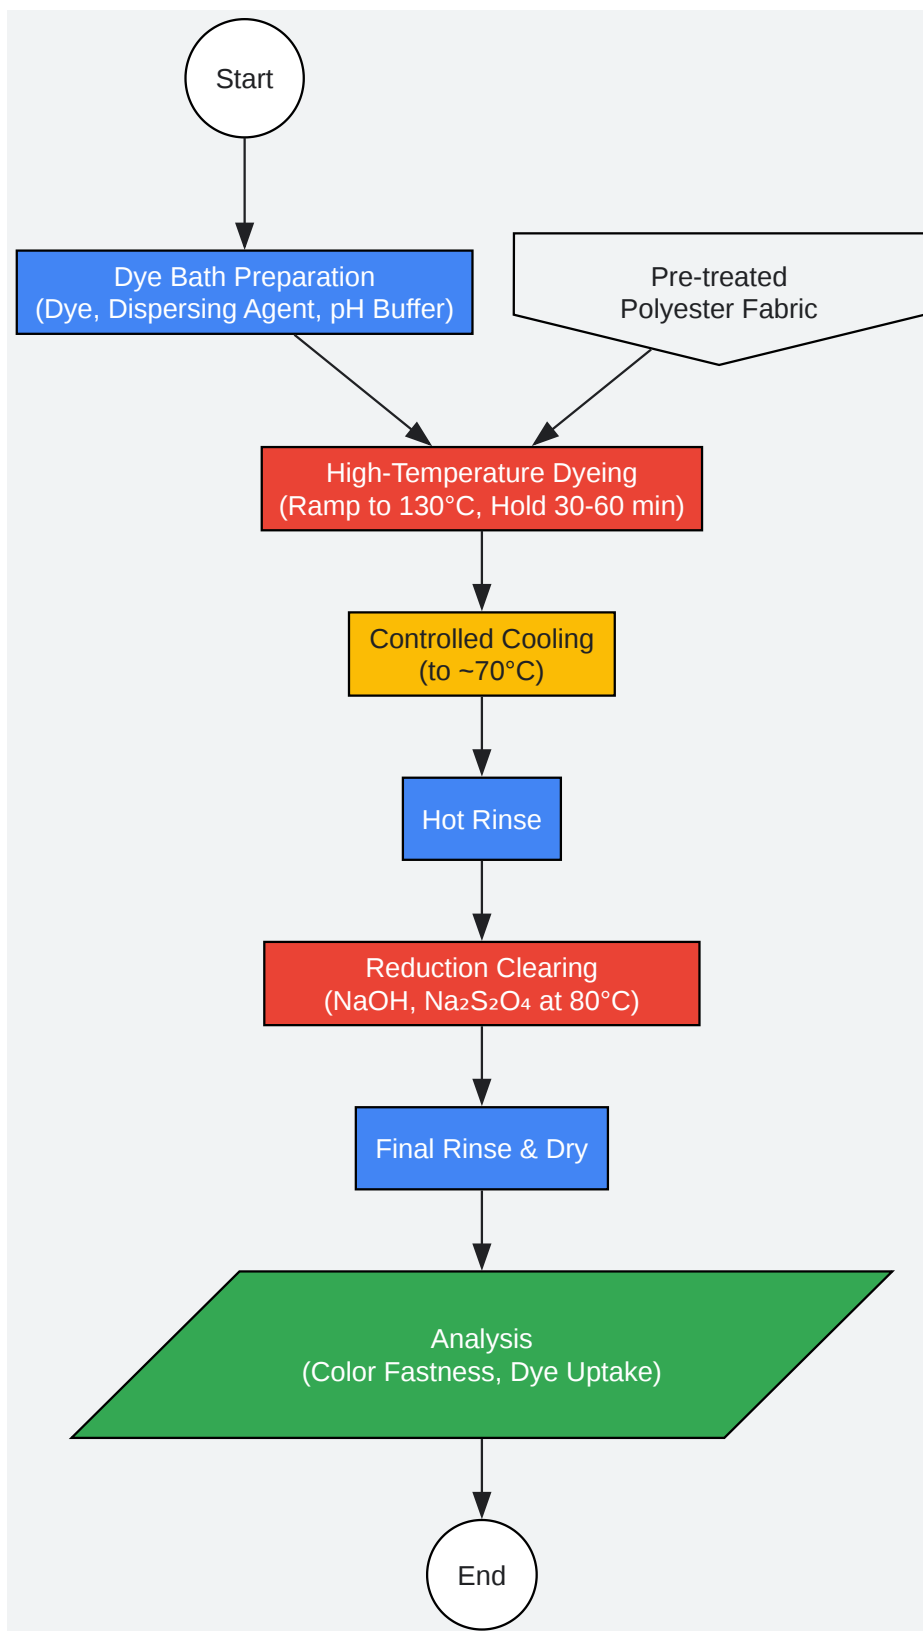 Start
Dye Bath Preparation
(Dye, Dispersing Agent, pH Buffer)
Pre-treated
Polyester Fabric
High-Temperature Dyeing
(Ramp to 130°C, Hold 30-60 min)
Controlled Cooling
(to ~70°C)
Hot Rinse
Reduction Clearing
(NaOH, Na₂S₂O₄ at 80°C)
Final Rinse & Dry
Analysis
(Color Fastness, Dye Uptake)
End